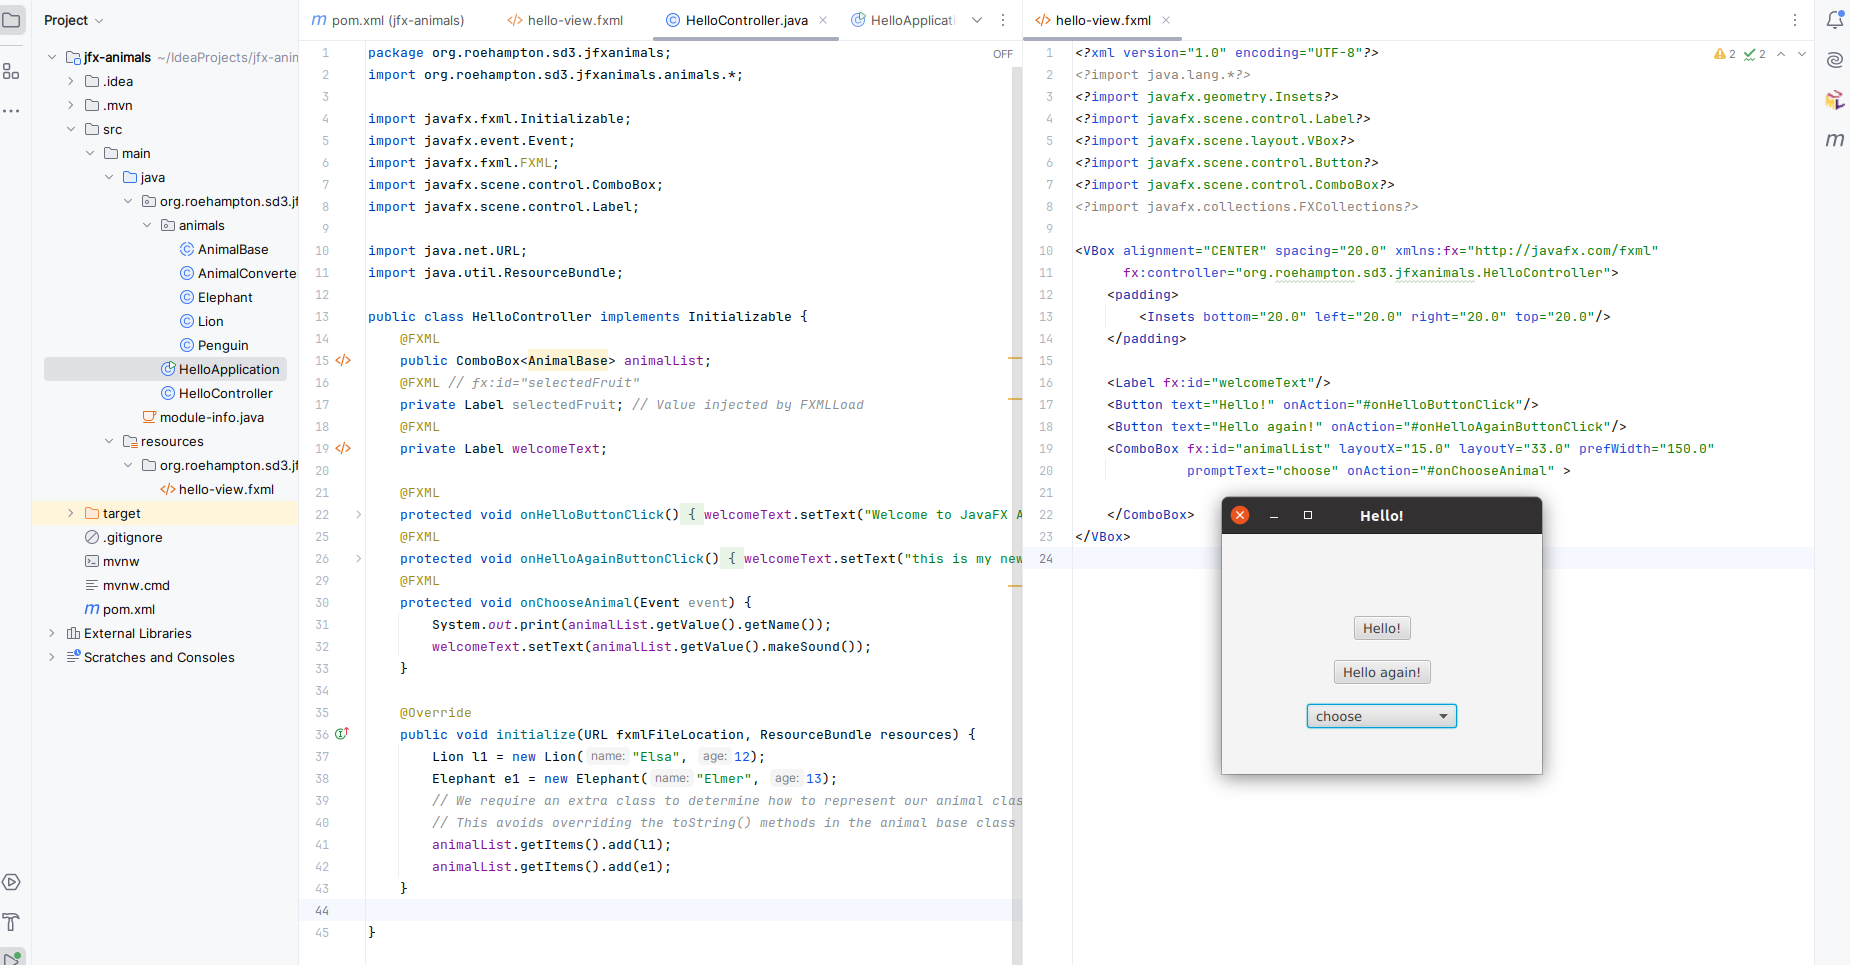 Project
jfx-animals ~/IdeaProjects/jfx-anim
.idea
.mvn
src
main
java
org.roehampton.sd3.jf
animals
AnimalBase
AnimalConverte
Elephant
Lion
Penguin
HelloApplication
HelloController
module-info.java
resources
org.roehampton.sd3.jf
hello-view.fxml
target
.gitignore
mvnw
mvnw.cmd
pom.xml
External Libraries
Scratches and Consoles
pom.xml (jfx-animals) hello-view.fxml HelloController.java HelloApplicati
OFF
1 package org.roehampton.sd3.jfxanimals;
2 import org.roehampton.sd3.jfxanimals.animals.*;
3
4 import javafx.fxml.Initializable;
5 import javafx.event.Event;
6 import javafx.fxml.FXML;
7 import javafx.scene.control.ComboBox;
8 import javafx.scene.control.Label;
9
10 import java.net.URL;
11 import java.util.ResourceBundle;
12
13 public class HelloController implements Initializable {
14 @FXML
15 public ComboBox<AnimalBase> animalList;
16 @FXML // fx:id="selectedFruit"
17 private Label selectedFruit; // Value injected by FXMLLoad
18 @FXML
19 private Label welcomeText;
20
21 @FXML
22 protected void onHelloButtonClick() { welcomeText.setText("Welcome to JavaFX A
25 @FXML
26 protected void onHelloAgainButtonClick() { welcomeText.setText("this is my new
29 @FXML
30 protected void onChooseAnimal(Event event) {
31 System.out.print(animalList.getValue().getName());
32 welcomeText.setText(animalList.getValue().makeSound());
33 }
34
35 @Override
36 public void initialize(URL fxmlFileLocation, ResourceBundle resources) {
37 Lion l1 = new Lion( name: "Elsa", age: 12);
38 Elephant e1 = new Elephant( name: "Elmer", age: 13);
39 // We require an extra class to determine how to represent our animal clas
40 // This avoids overriding the toString() methods in the animal base class
41 animalList.getItems().add(l1);
42 animalList.getItems().add(e1);
43 }
44
45 }
hello-view.fxml
2 2
1 <?xml version="1.0" encoding="UTF-8"?>
2 <?import java.lang.*?>
3 <?import javafx.geometry.Insets?>
4 <?import javafx.scene.control.Label?>
5 <?import javafx.scene.layout.VBox?>
6 <?import javafx.scene.control.Button?>
7 <?import javafx.scene.control.ComboBox?>
8 <?import javafx.collections.FXCollections?>
9
10 <VBox alignment="CENTER" spacing="20.0" xmlns:fx="http://javafx.com/fxml"
11 fx:controller="org.roehampton.sd3.jfxanimals.HelloController">
12 <padding>
13 <Insets bottom="20.0" left="20.0" right="20.0" top="20.0"/>
14 </padding>
15
16 <Label fx:id="welcomeText"/>
17 <Button text="Hello!" onAction="#onHelloButtonClick"/>
18 <Button text="Hello again!" onAction="#onHelloAgainButtonClick"/>
19 <ComboBox fx:id="animalList" layoutX="15.0" layoutY="33.0" prefWidth="150.0"
20 promptText="choose" onAction="#onChooseAnimal" >
21
22 </ComboBox>
23 </VBox>
24
Hello!
Hello!
Hello again!
choose